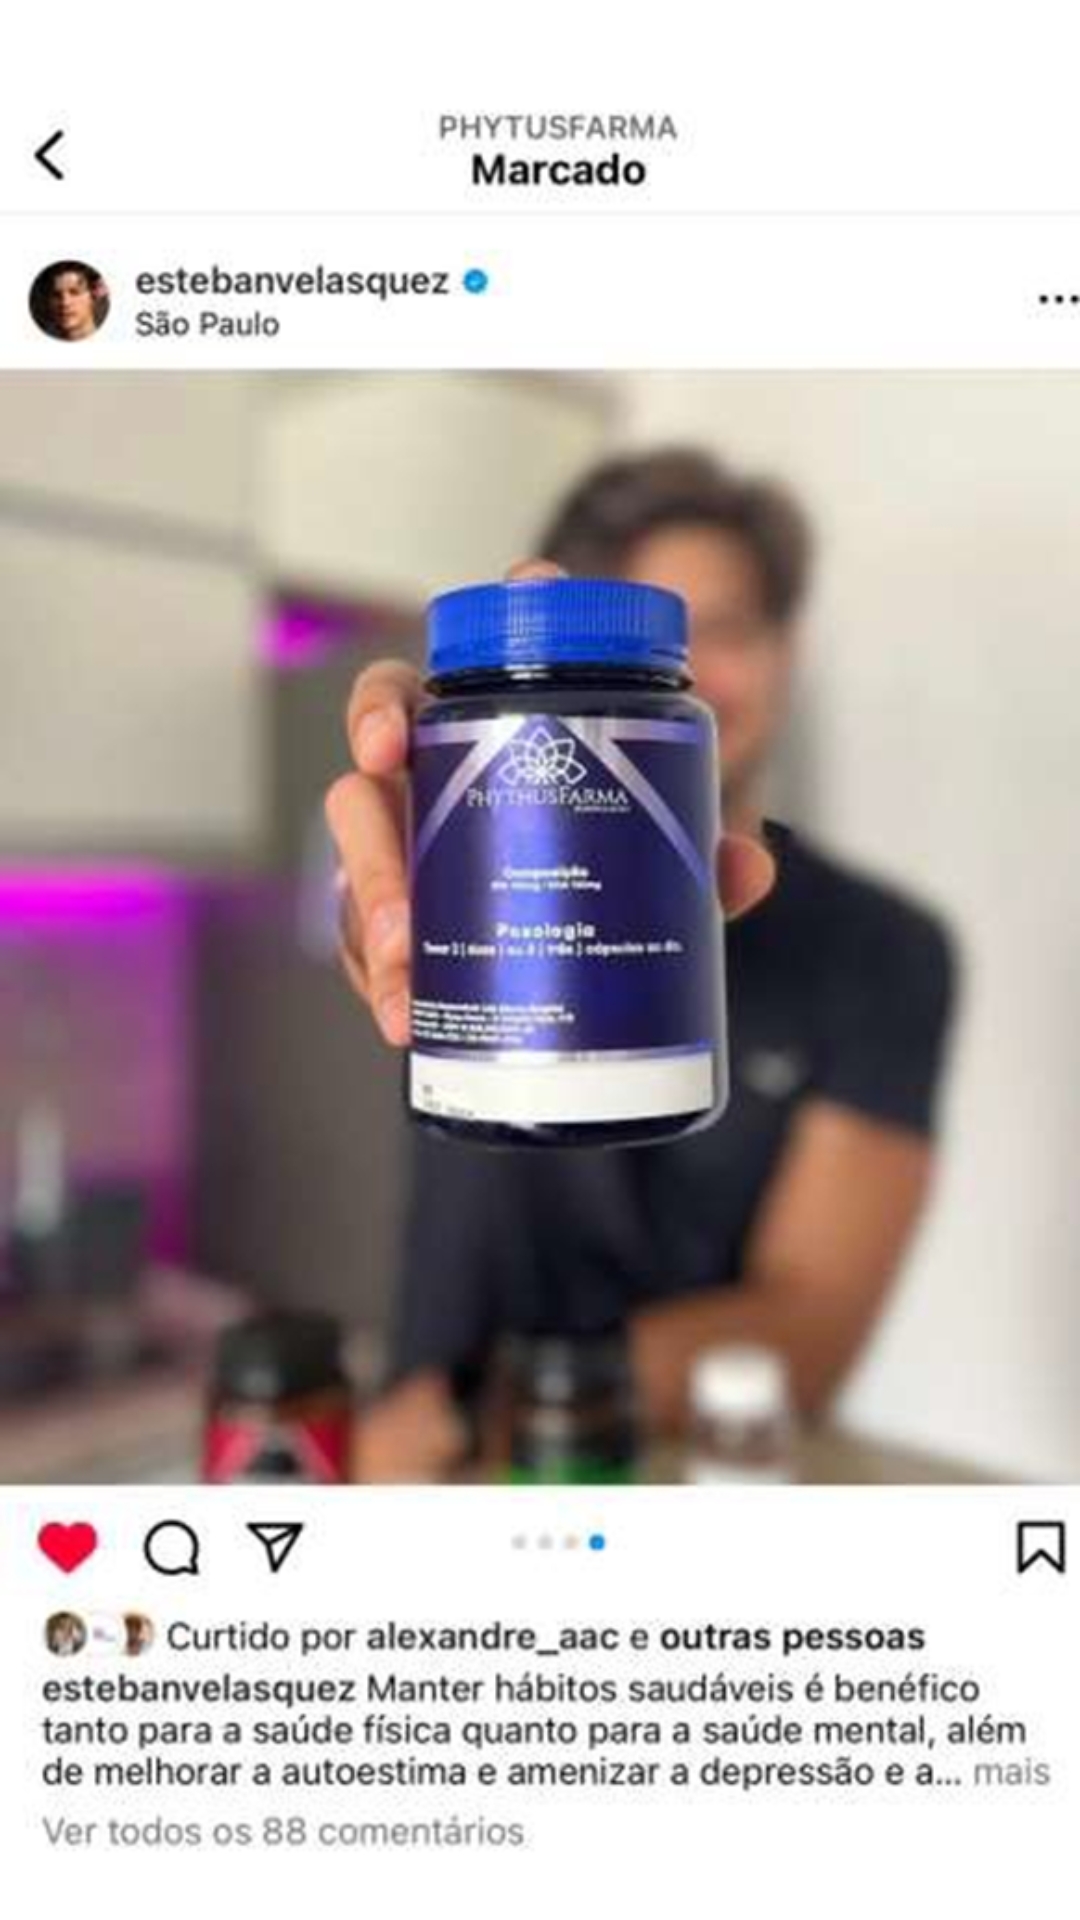 PHYTUSFARMA
Marcado
estebanvelasquez
São Paulo
PHYTHUSFARMA
Composição
Posologia
Curtido por alexandre_aac e outras pessoas
estebanvelasquez Manter hábitos saudáveis é benéfico
tanto para a saúde física quanto para a saúde mental, além
de melhorar a autoestima e amenizar a depressão e a... mais
Ver todos os 88 comentários